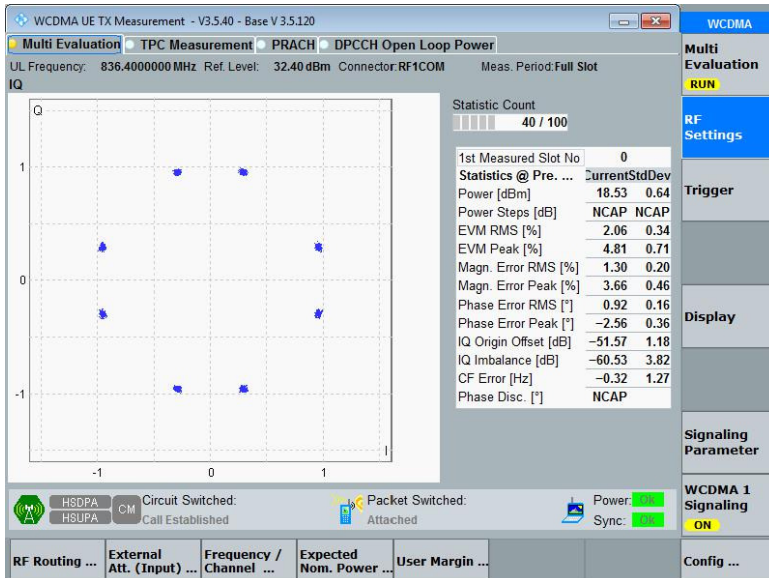 WCDMA UE TX Measurement - V3.5.40 - Base V 3.5.120
WCDMA
Multi Evaluation TPC Measurement PRACH DPCCH Open Loop Power
UL Frequency: 836.4000000 MHz Ref. Level: 32.40 dBm Connector: RF1COM Meas. Period: Full Slot
IQ
Q
1
0
-1
-1 0 1
I
Statistic Count
40 / 100
1st Measured Slot No 0
Statistics @ Pre. ... Current StdDev
Power [dBm] 18.53 0.64
Power Steps [dB] NCAP NCAP
EVM RMS [%] 2.06 0.34
EVM Peak [%] 4.81 0.71
Magn. Error RMS [%] 1.30 0.20
Magn. Error Peak [%] 3.66 0.46
Phase Error RMS [°] 0.92 0.16
Phase Error Peak [°] −2.56 0.36
IQ Origin Offset [dB] −51.57 1.18
IQ Imbalance [dB] −60.53 3.82
CF Error [Hz] −0.32 1.27
Phase Disc. [°] NCAP
Multi
Evaluation
RUN
RF
Settings
Trigger
Display
Signaling
Parameter
WCDMA 1
Signaling
ON
HSDPA
HSUPA
CM
Circuit Switched:
Call Established
Packet Switched:
Attached
Power: Ok
Sync: Ok
RF Routing ...
External
Att. (Input) ...
Frequency /
Channel ...
Expected
Nom. Power ...
User Margin ...
Config ...